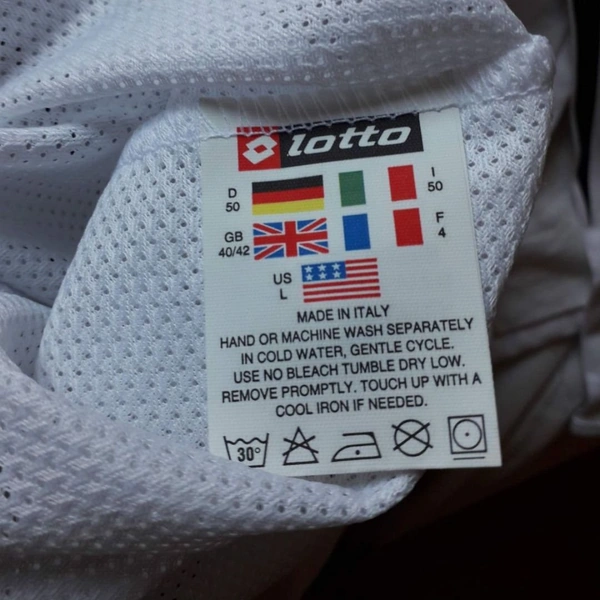 lotto
D 50
I 50
GB 40/42
F 4
US L
MADE IN ITALY
HAND OR MACHINE WASH SEPARATELY
IN COLD WATER, GENTLE CYCLE.
USE NO BLEACH TUMBLE DRY LOW.
REMOVE PROMPTLY. TOUCH UP WITH A
COOL IRON IF NEEDED.
30°